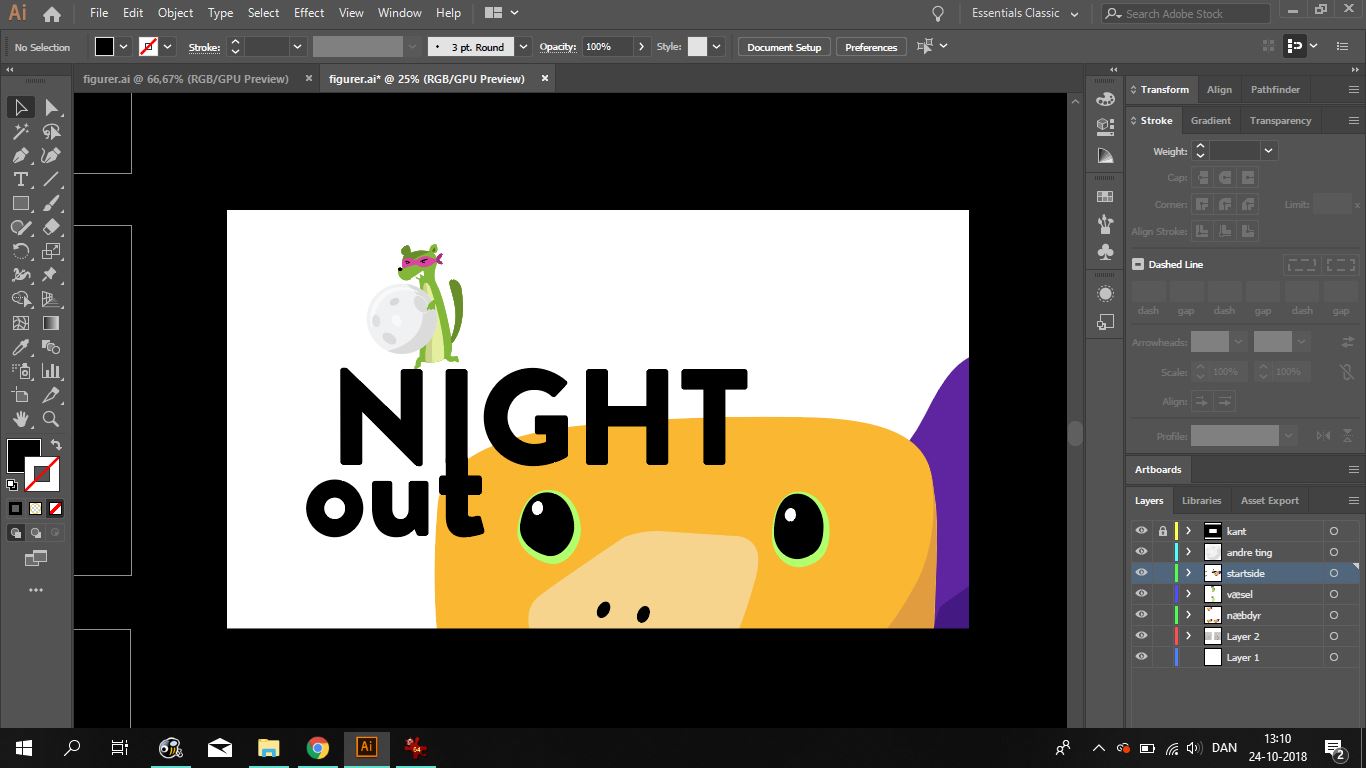 Ai File Edit Object Type Select Effect View Window Help Essentials Classic Search Adobe Stock
No Selection Stroke: 3 pt. Round Opacity: 100% Style: Document Setup Preferences
figurer.ai @ 66,67% (RGB/GPU Preview) × figurer.ai* @ 25% (RGB/GPU Preview) ×
Transform Align Pathfinder
Stroke Gradient Transparency
Weight:
Cap:
Corner: Limit: x
Align Stroke:
Dashed Line
dash gap dash gap dash gap
Arrowheads:
Scale: 100% 100%
Align:
Profile:
Artboards
Layers Libraries Asset Export
kant
andre ting
startside
væsel
næbdyr
Layer 2
Layer 1
NIGHT
out
Ai 64 DAN 13:10
24-10-2018 2